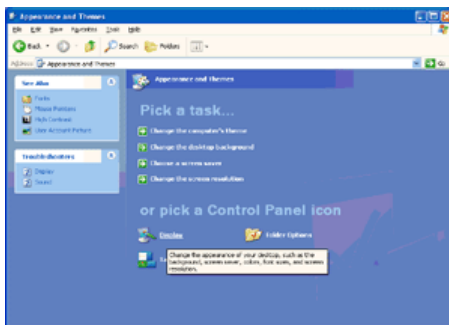 Appearance and Themes
File Edit View Favorites Tools Help
Back Search Folders
Address Appearance and Themes Go
See Also
Fonts
Mouse Pointers
High Contrast
User Account Picture
Troubleshooters
Display
Sound
Appearance and Themes
Pick a task...
Change the computer's theme
Change the desktop background
Choose a screen saver
Change the screen resolution
or pick a Control Panel icon
Display Folder Options
Change the appearance of your desktop, such as the
background, screen saver, colors, font sizes, and screen
resolution.